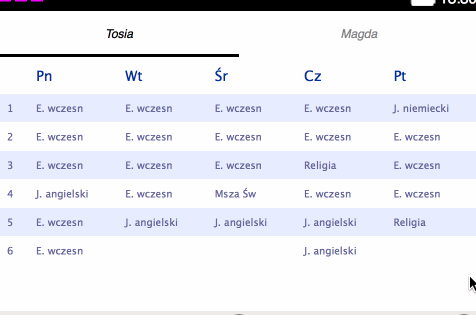 Tosia Magda
Pn Wt Śr Cz Pt
1 E. wczesn E. wczesn E. wczesn E. wczesn J. niemiecki
2 E. wczesn E. wczesn E. wczesn E. wczesn E. wczesn
3 E. wczesn E. wczesn E. wczesn Religia E. wczesn
4 J. angielski E. wczesn Msza Św E. wczesn E. wczesn
5 E. wczesn J. angielski J. angielski J. angielski Religia
6 E. wczesn J. angielski